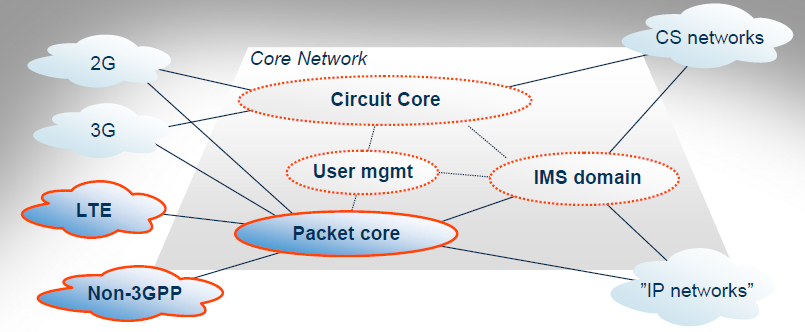 Core Network
CS networks
2G
Circuit Core
3G
User mgmt
IMS domain
LTE
Packet core
Non-3GPP
”IP networks”